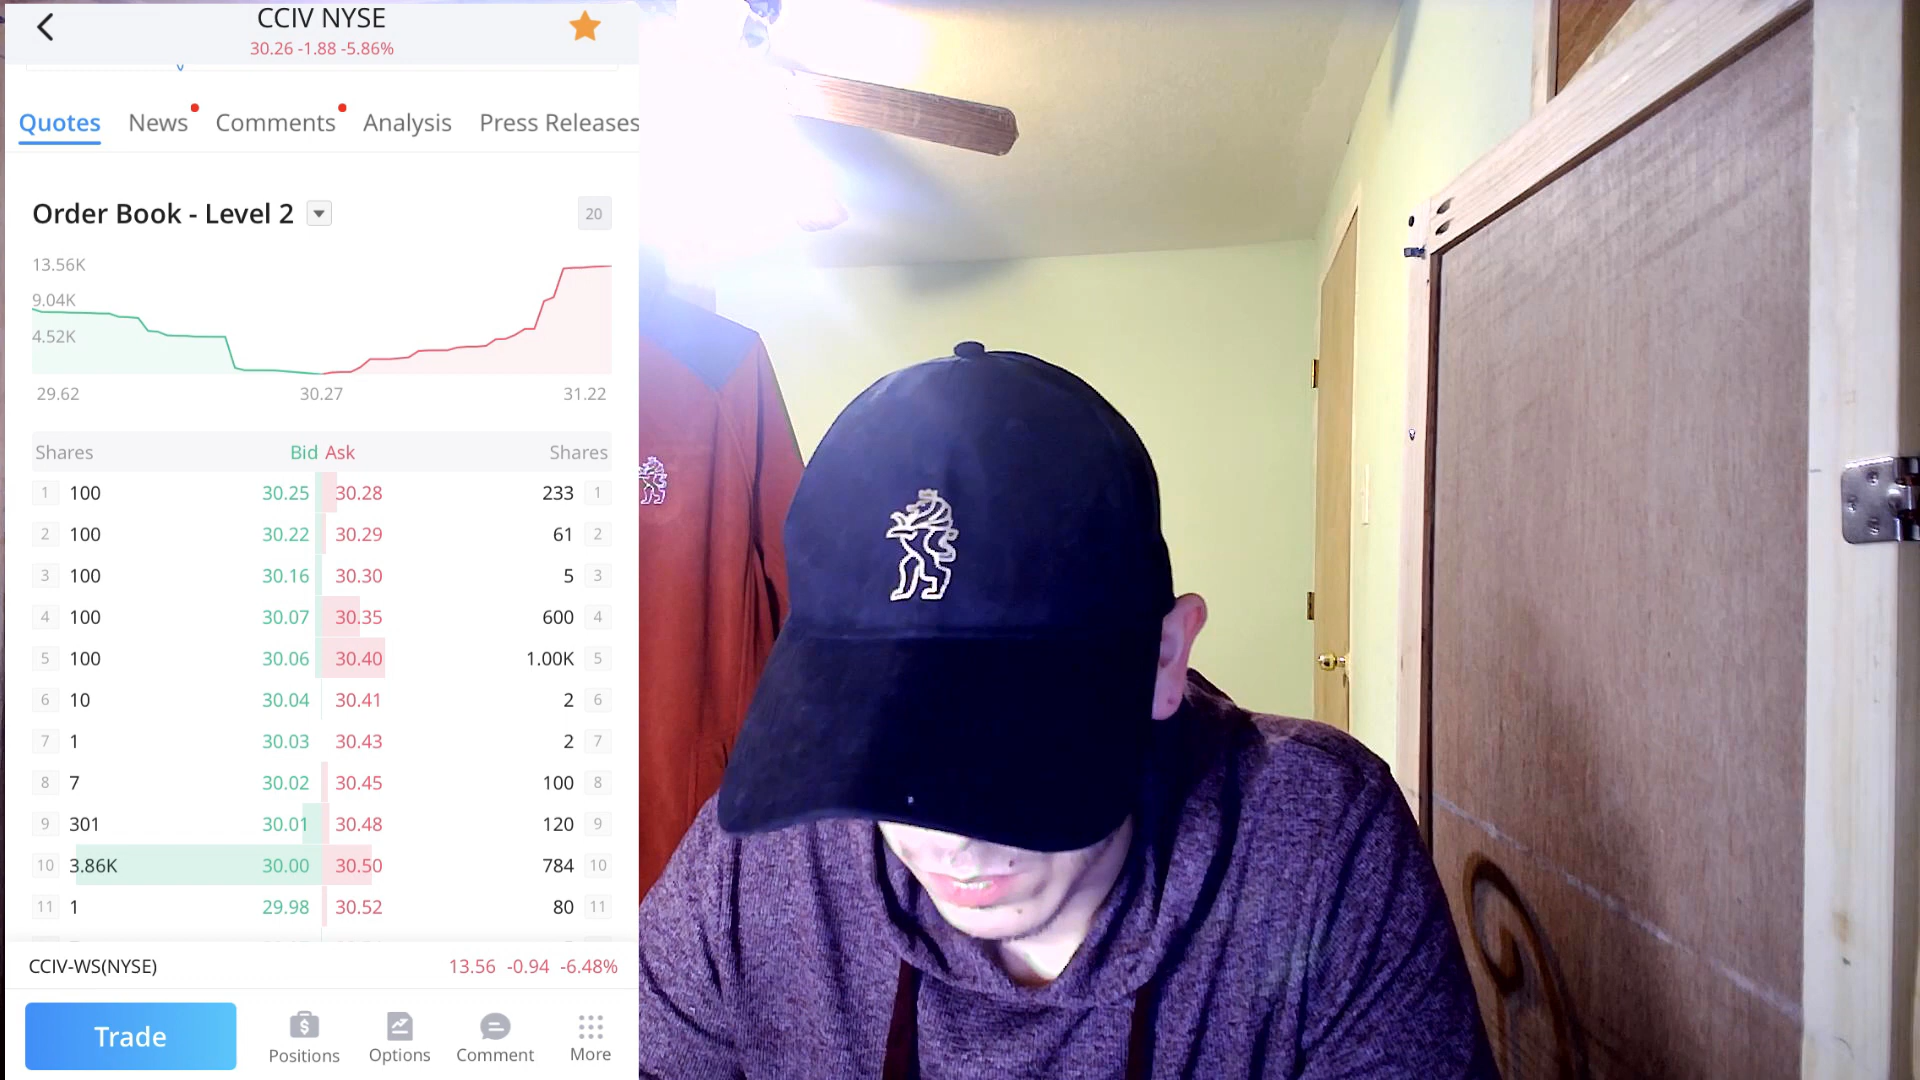 CCIV NYSE
30.26 -1.88 -5.86%
Quotes News Comments Analysis Press Releases
Order Book - Level 2 20
13.56K
9.04K
4.52K
29.62 30.27 31.22
Shares Bid Ask Shares
1 100 30.25 30.28 233 1
2 100 30.22 30.29 61 2
3 100 30.16 30.30 5 3
4 100 30.07 30.35 600 4
5 100 30.06 30.40 1.00K 5
6 10 30.04 30.41 2 6
7 1 30.03 30.43 2 7
8 7 30.02 30.45 100 8
9 301 30.01 30.48 120 9
10 3.86K 30.00 30.50 784 10
11 1 29.98 30.52 80 11
CCIV-WS(NYSE) 13.56 -0.94 -6.48%
Trade Positions Options Comment More